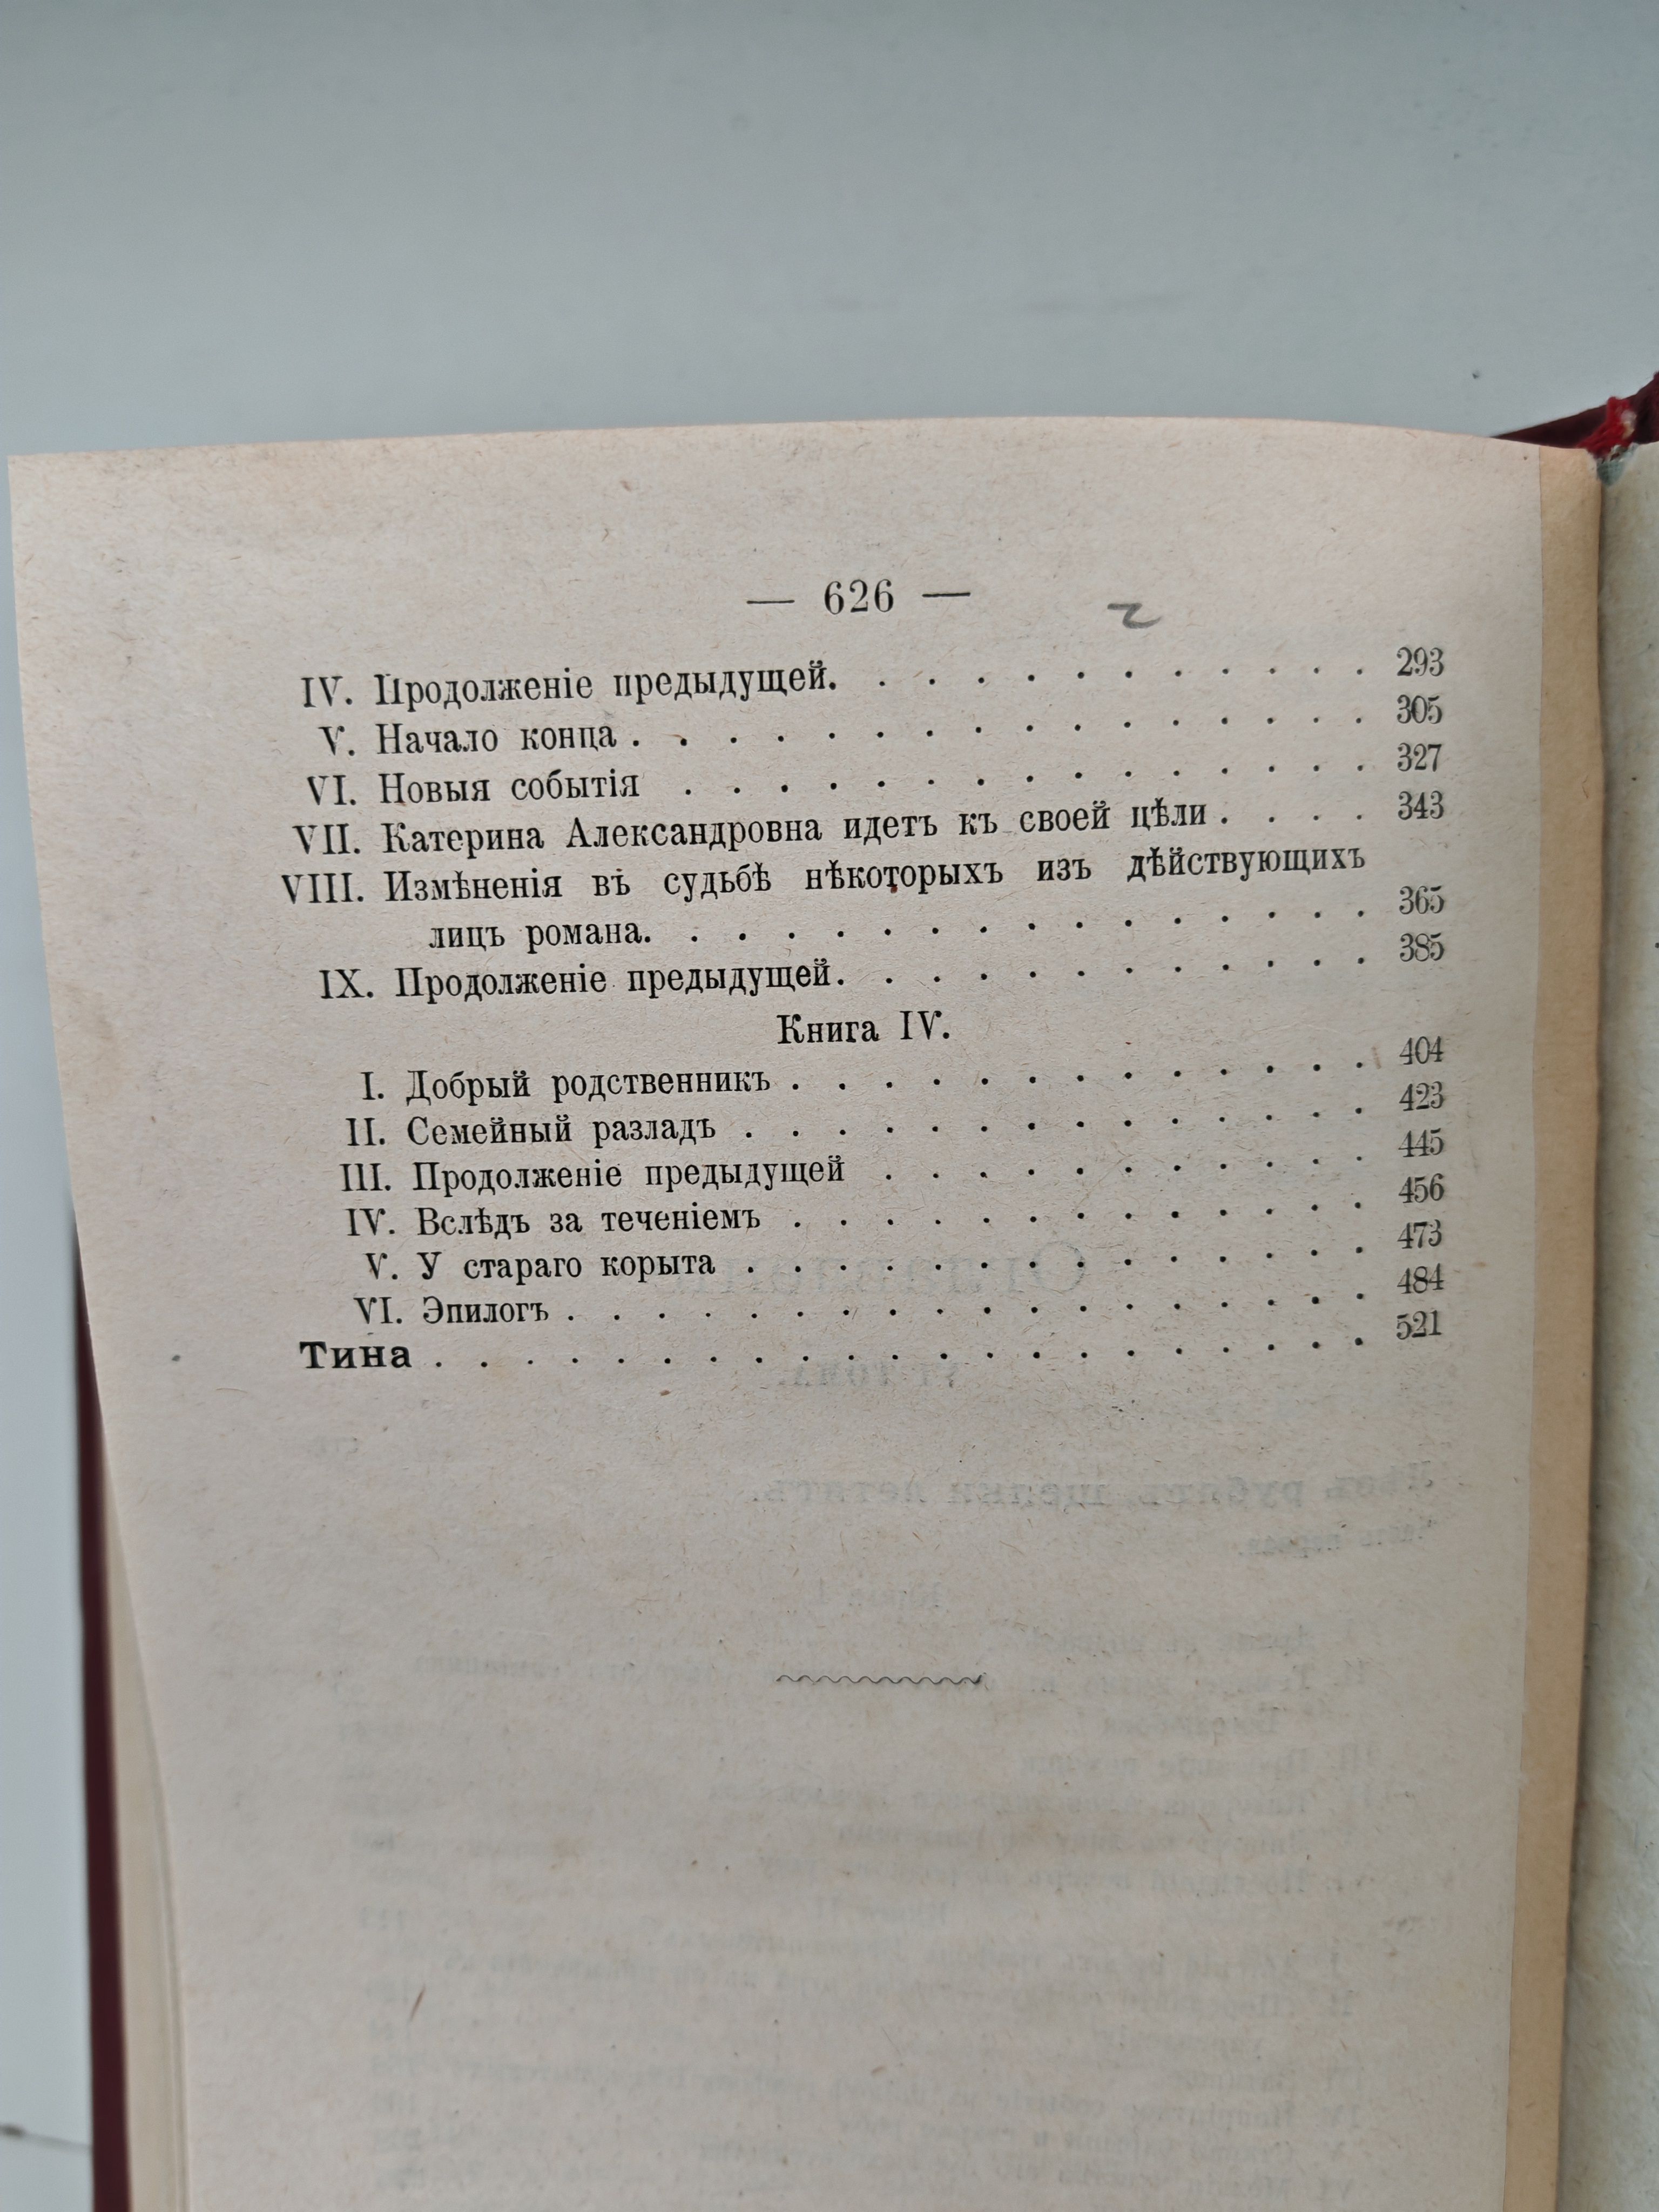 — 626 —
IV. Продолженіе предыдущей. . . . . . . . . . . . 293
V. Начало конца . . . . . . . . . . . . . . . . 305
VI. Новыя событія . . . . . . . . . . . . . . . 327
VII. Катерина Александровна идетъ къ своей цѣли . . . . 343
VIII. Измѣненія въ судьбѣ нѣкоторыхъ изъ дѣйствующихъ
лицъ романа. . . . . . . . . . . . . . . . 365
IX. Продолженіе предыдущей. . . . . . . . . . . . 385
Книга IV.
I. Добрый родственникъ . . . . . . . . . . . . . 404
II. Семейный разладъ . . . . . . . . . . . . . . 423
III. Продолженіе предыдущей . . . . . . . . . . . 445
IV. Вслѣдъ за теченіемъ . . . . . . . . . . . . . 456
V. У стараго корыта . . . . . . . . . . . . . . 473
VI. Эпилогъ . . . . . . . . . . . . . . . . . . 484
Тина . . . . . . . . . . . . . . . . . . . . . 521